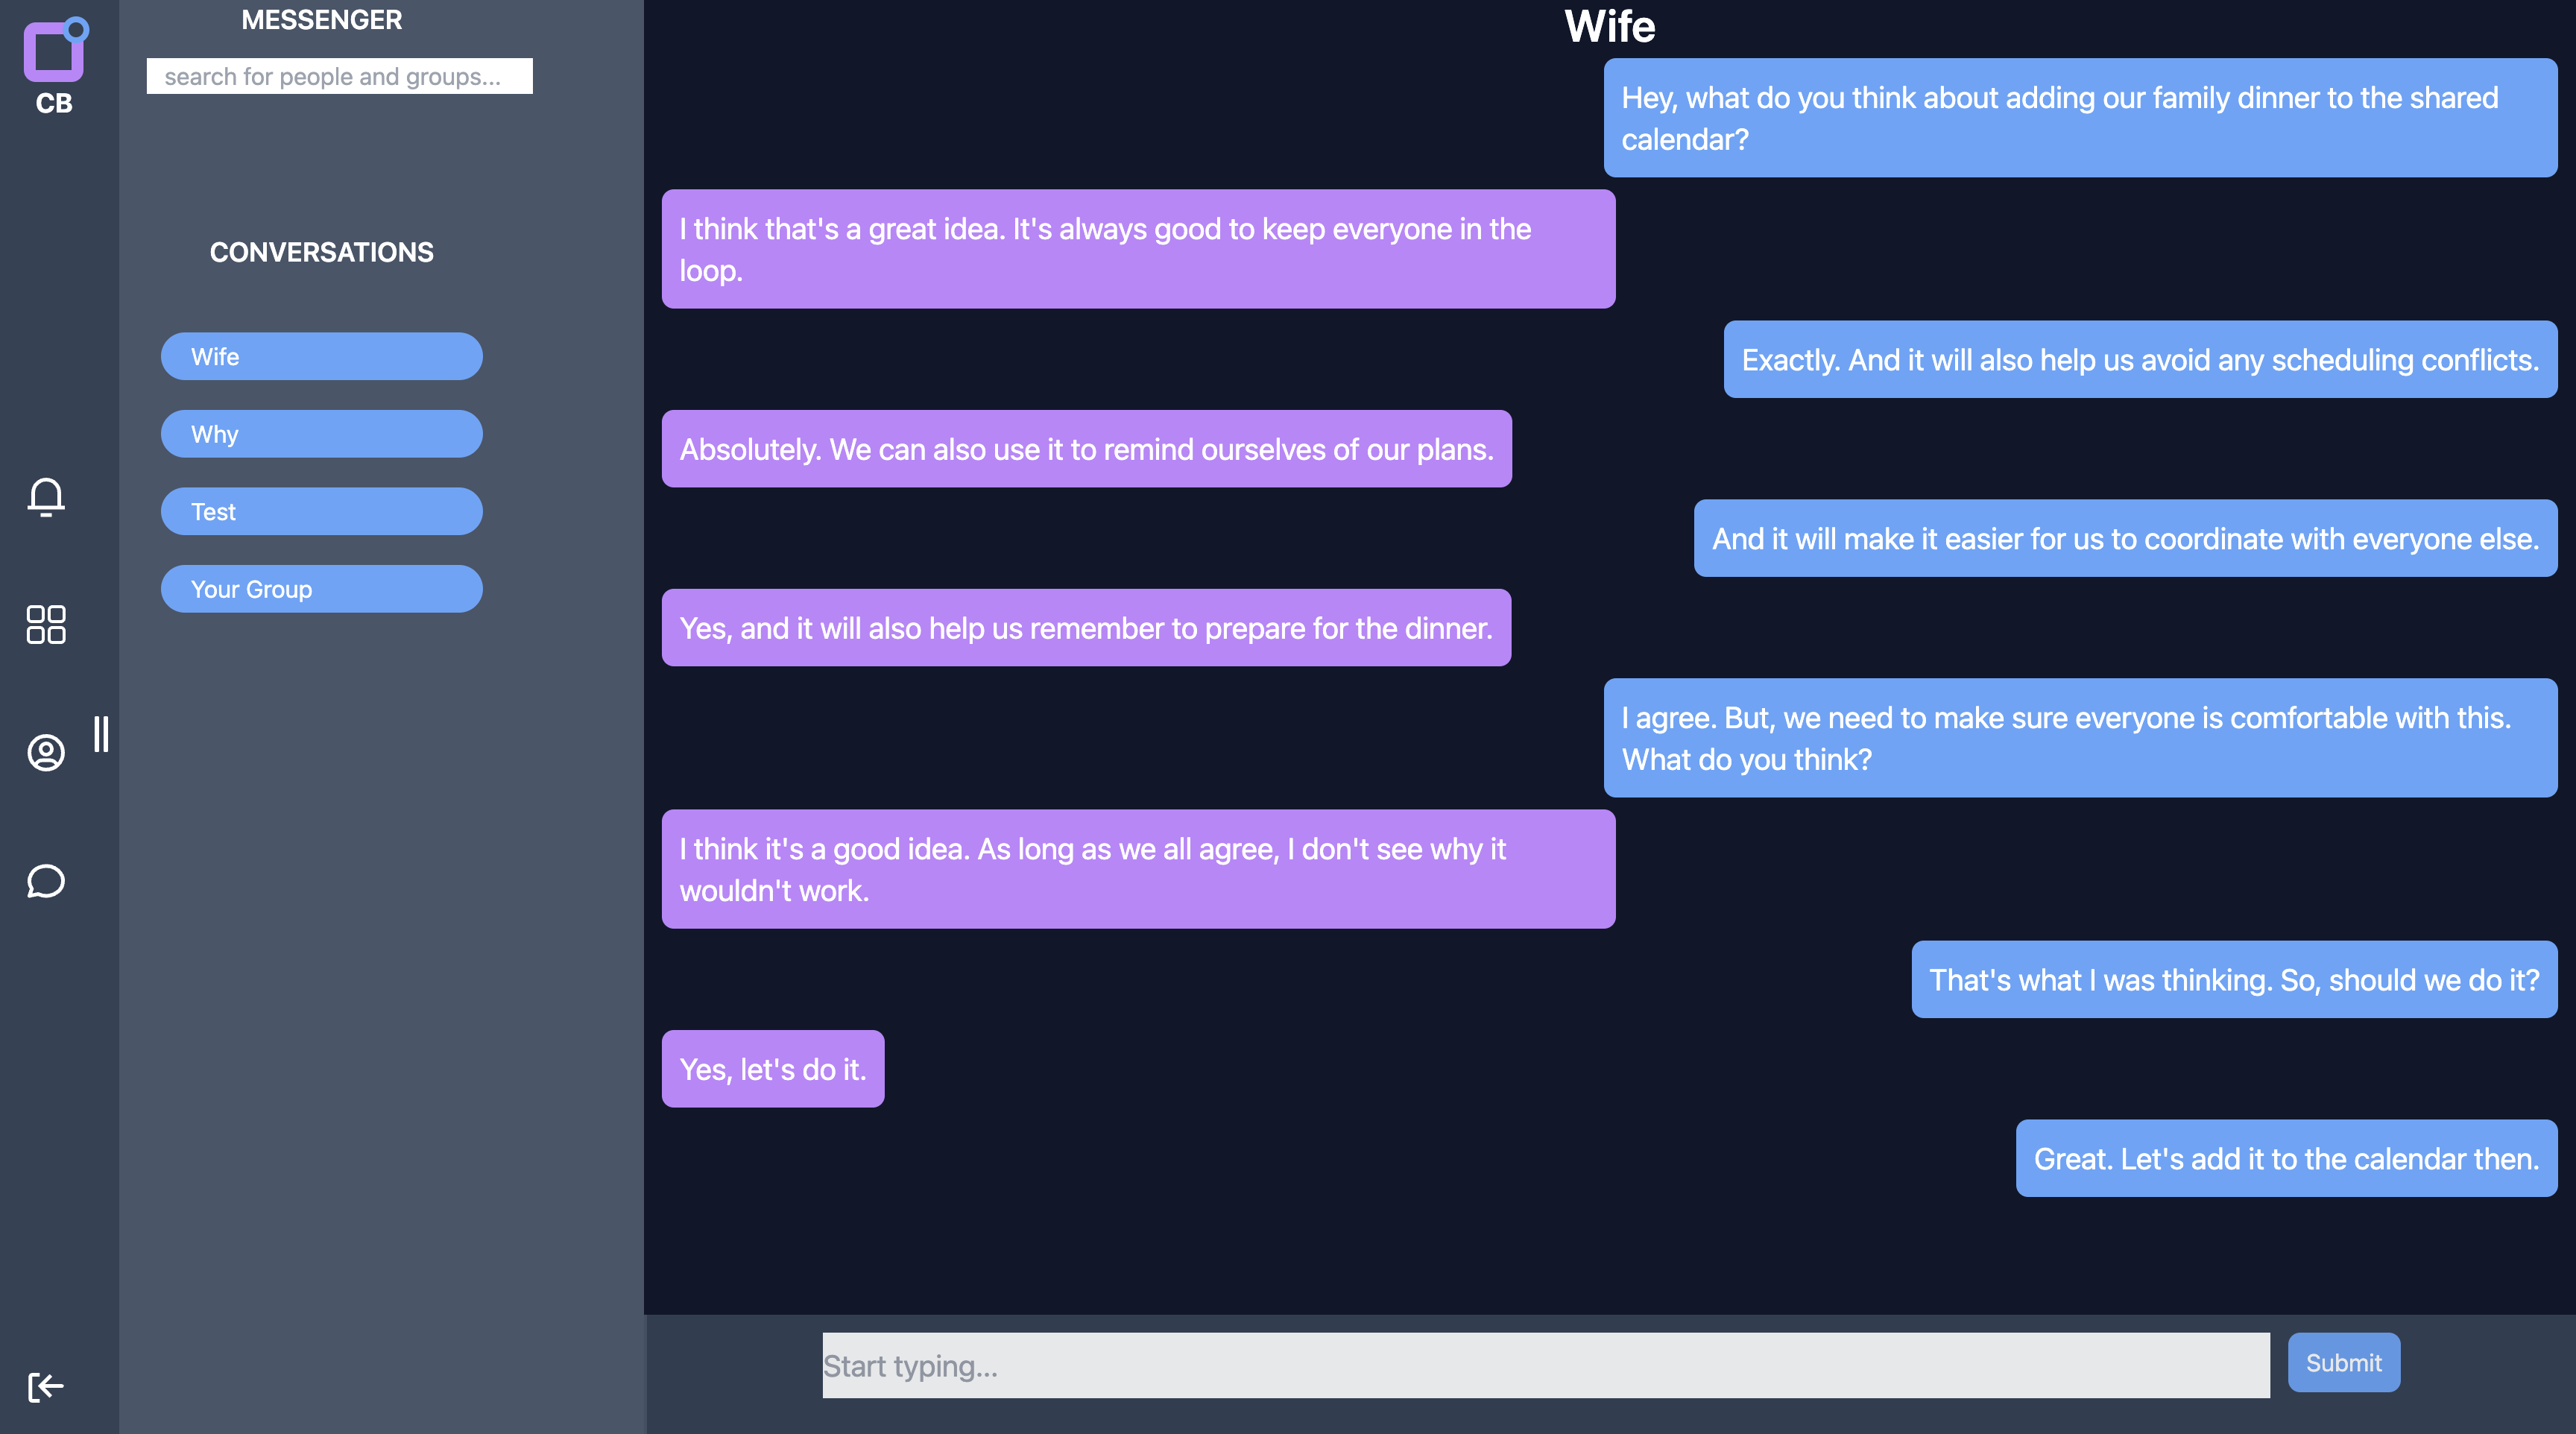 CB
MESSENGER
search for people and groups...
CONVERSATIONS
Wife
Why
Test
Your Group
Wife
Hey, what do you think about adding our family dinner to the shared
calendar?
I think that's a great idea. It's always good to keep everyone in the
loop.
Exactly. And it will also help us avoid any scheduling conflicts.
Absolutely. We can also use it to remind ourselves of our plans.
And it will make it easier for us to coordinate with everyone else.
Yes, and it will also help us remember to prepare for the dinner.
I agree. But, we need to make sure everyone is comfortable with this.
What do you think?
I think it's a good idea. As long as we all agree, I don't see why it
wouldn't work.
That's what I was thinking. So, should we do it?
Yes, let's do it.
Great. Let's add it to the calendar then.
Start typing...
Submit